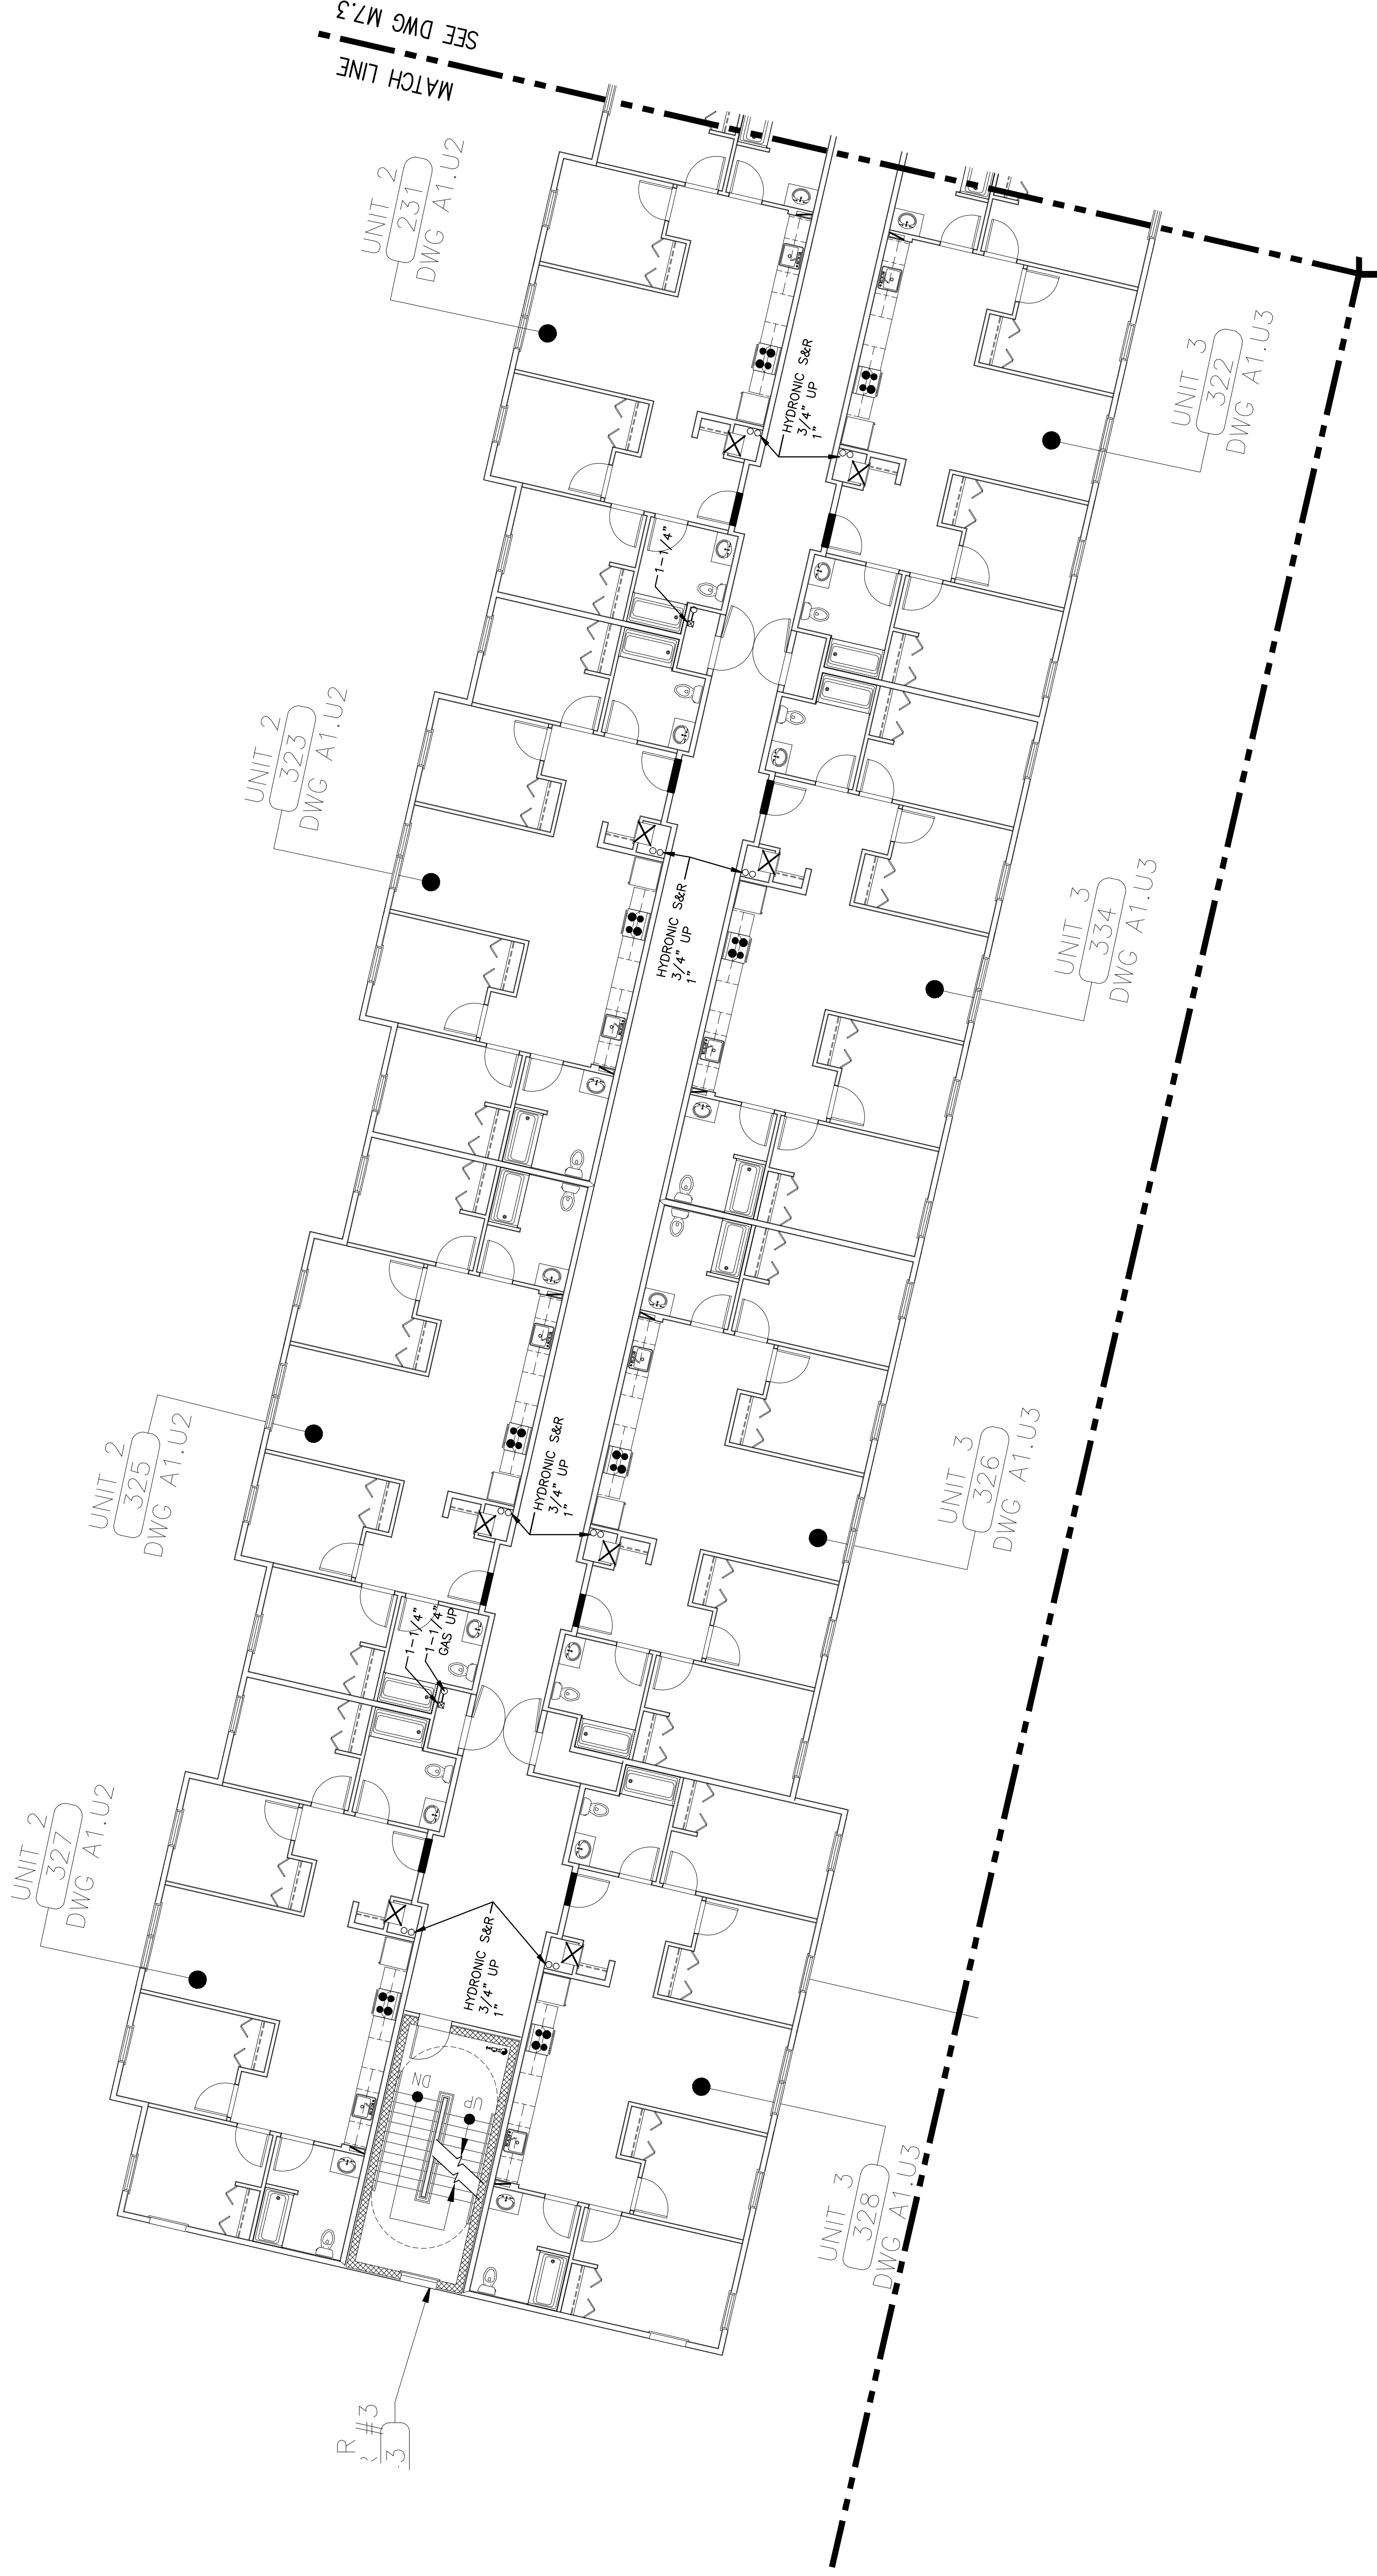 SEE DWG M7.3
MATCH LINE
UNIT 2
231
DWG A1.U2
UNIT 3
322
DWG A1.U3
HYDRONIC S&R
3/4" UP
1"
1-1/4"
UNIT 2
323
DWG A1.U2
HYDRONIC S&R
3/4" UP
1"
UNIT 3
334
DWG A1.U3
UNIT 2
325
DWG A1.U2
HYDRONIC S&R
3/4" UP
1"
UNIT 3
326
DWG A1.U3
1-1/4"
1-1/4"
GAS UP
UNIT 2
327
DWG A1.U2
HYDRONIC S&R
3/4" UP
1"
DN
UP
UNIT 3
328
DWG A1.U3
R
#3
-3